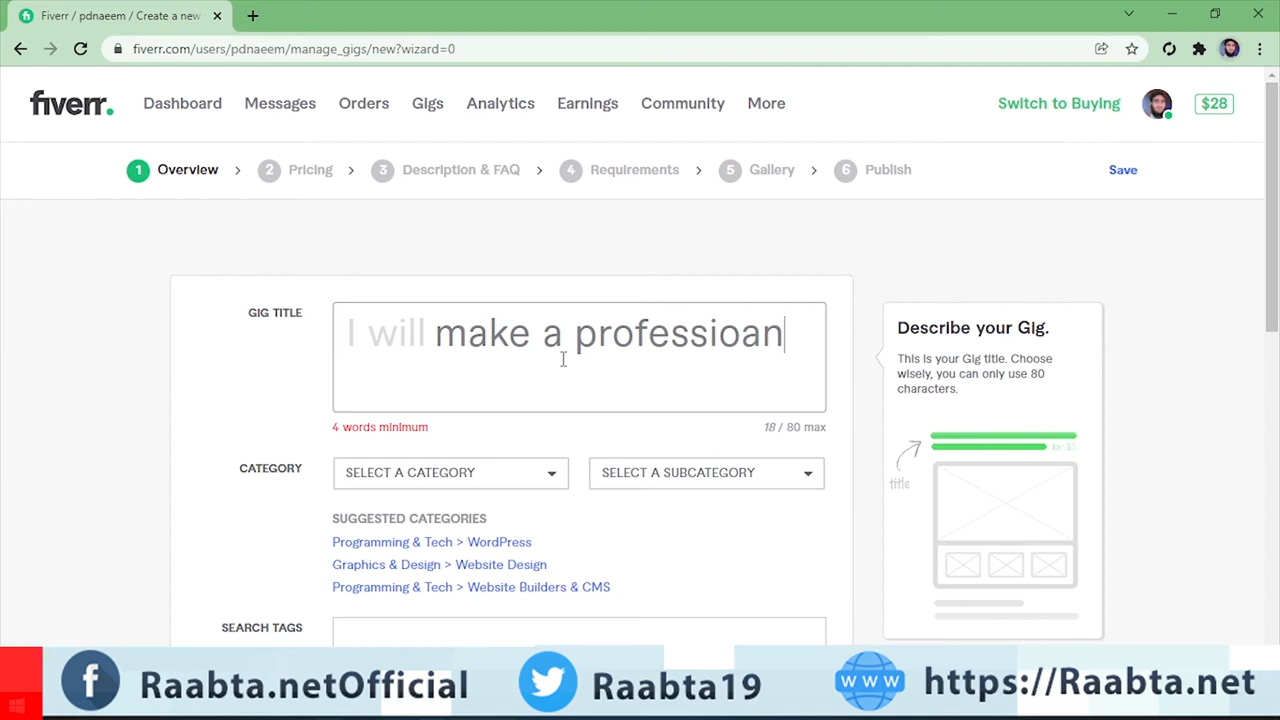 Fiverr / pdnaeem / Create a new
fiverr.com/users/pdnaeem/manage_gigs/new?wizard=0
fiverr.
Dashboard Messages Orders Gigs Analytics Earnings Community More Switch to Buying $28
1 Overview > 2 Pricing > 3 Description & FAQ > 4 Requirements > 5 Gallery > 6 Publish Save
GIG TITLE
I will make a professioan
4 words minimum 18 / 80 max
Describe your Gig.
This is your Gig title. Choose
wisely, you can only use 80
characters.
for $5
title
CATEGORY SELECT A CATEGORY SELECT A SUBCATEGORY
SUGGESTED CATEGORIES
Programming & Tech > WordPress
Graphics & Design > Website Design
Programming & Tech > Website Builders & CMS
SEARCH TAGS
Raabta.netOfficial Raabta19 www https://Raabta.net